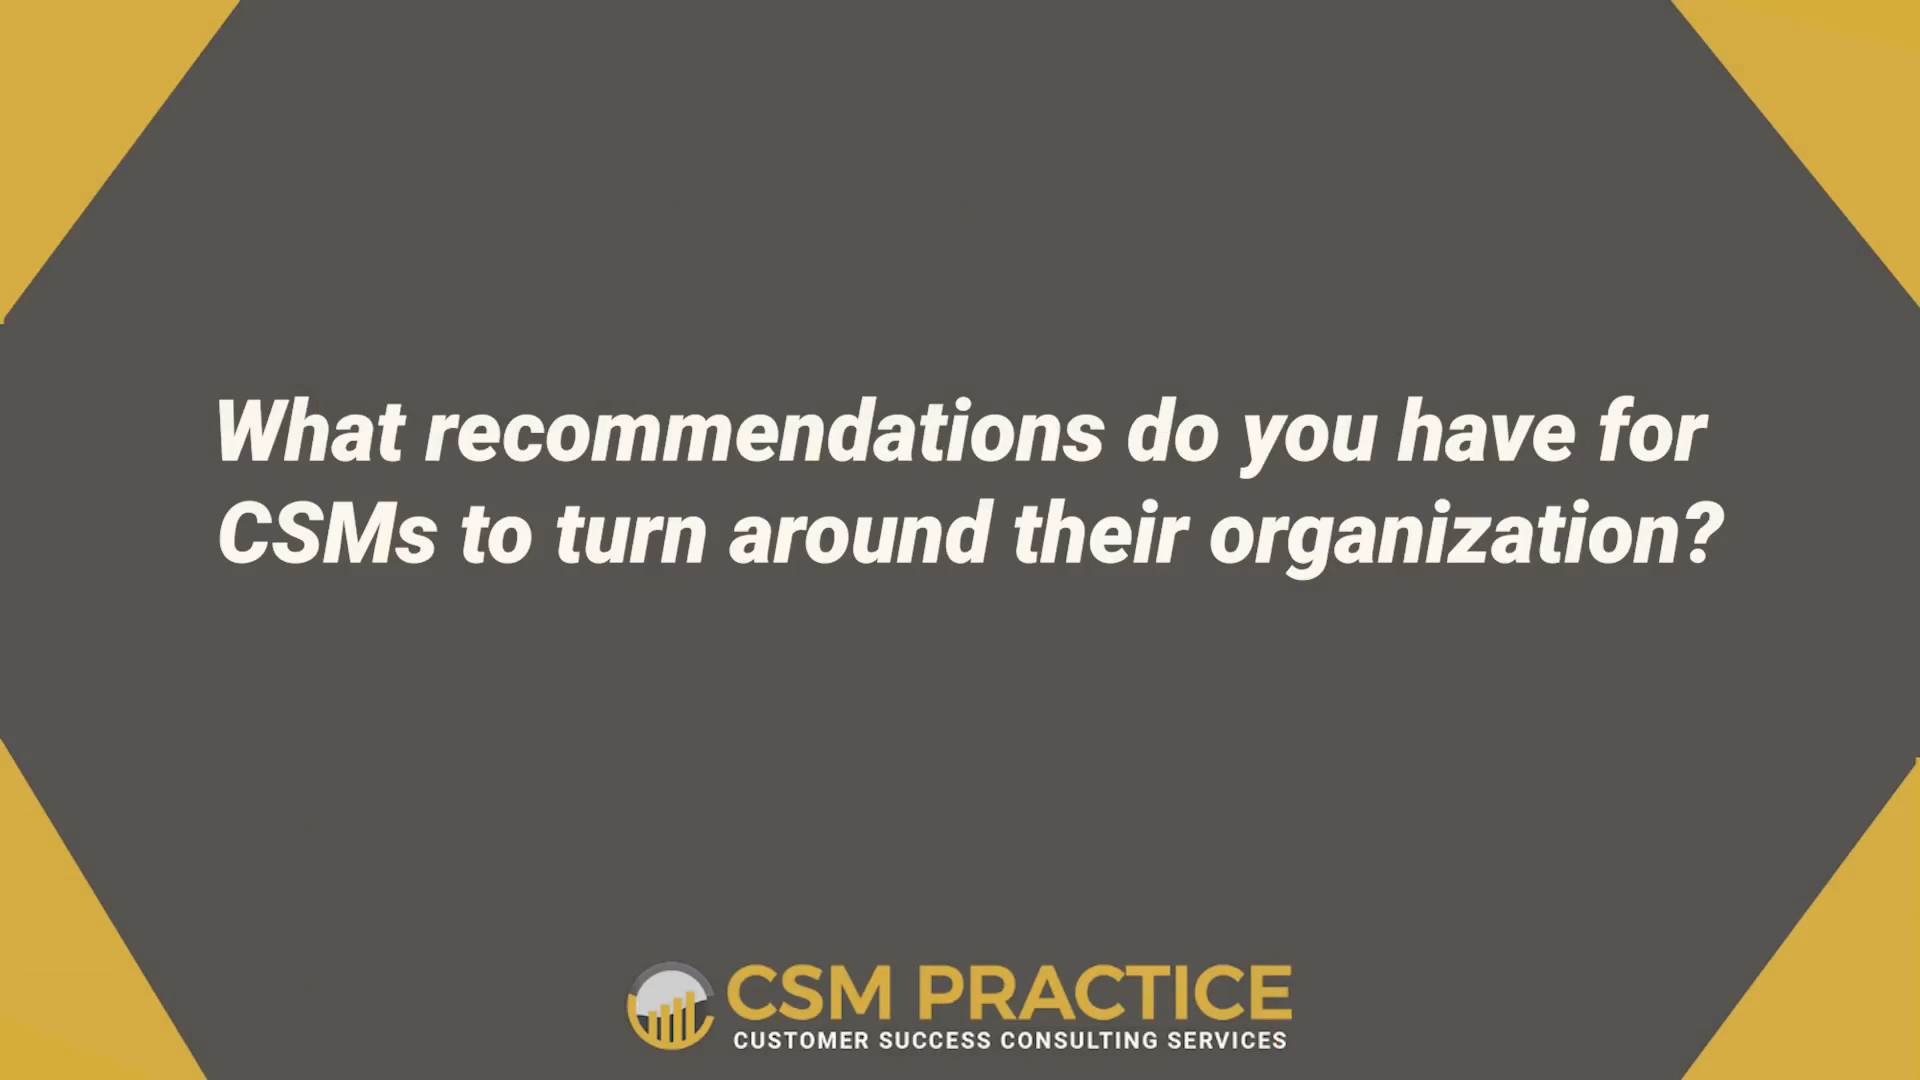 What recommendations do you have for
CSMs to turn around their organization?
CSM PRACTICE
CUSTOMER SUCCESS CONSULTING SERVICES